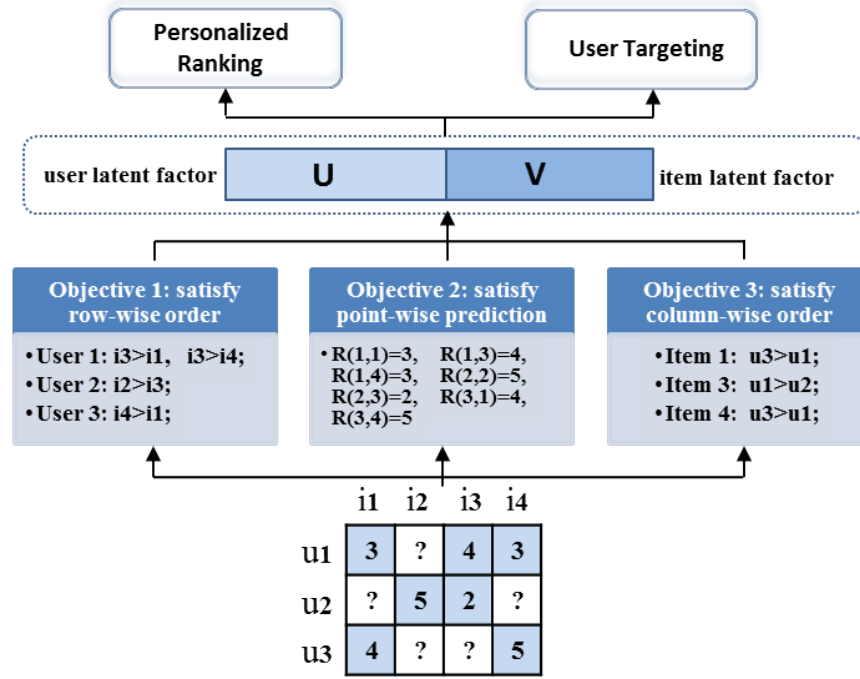 Personalized
Ranking
User Targeting
user latent factor
U
V
item latent factor
Objective 1: satisfy
row-wise order
•User 1: i3>i1,   i3>i4;
•User 2: i2>i3;
•User 3: i4>i1;
Objective 2: satisfy
point-wise prediction
•R(1,1)=3,   R(1,3)=4,
R(1,4)=3,   R(2,2)=5,
R(2,3)=2,   R(3,1)=4,
R(3,4)=5
Objective 3: satisfy
column-wise order
•Item 1:  u3>u1;
•Item 3:  u1>u2;
•Item 4:  u3>u1;
i1 i2 i3 i4
u1 3 ? 4 3
u2 ? 5 2 ?
u3 4 ? ? 5